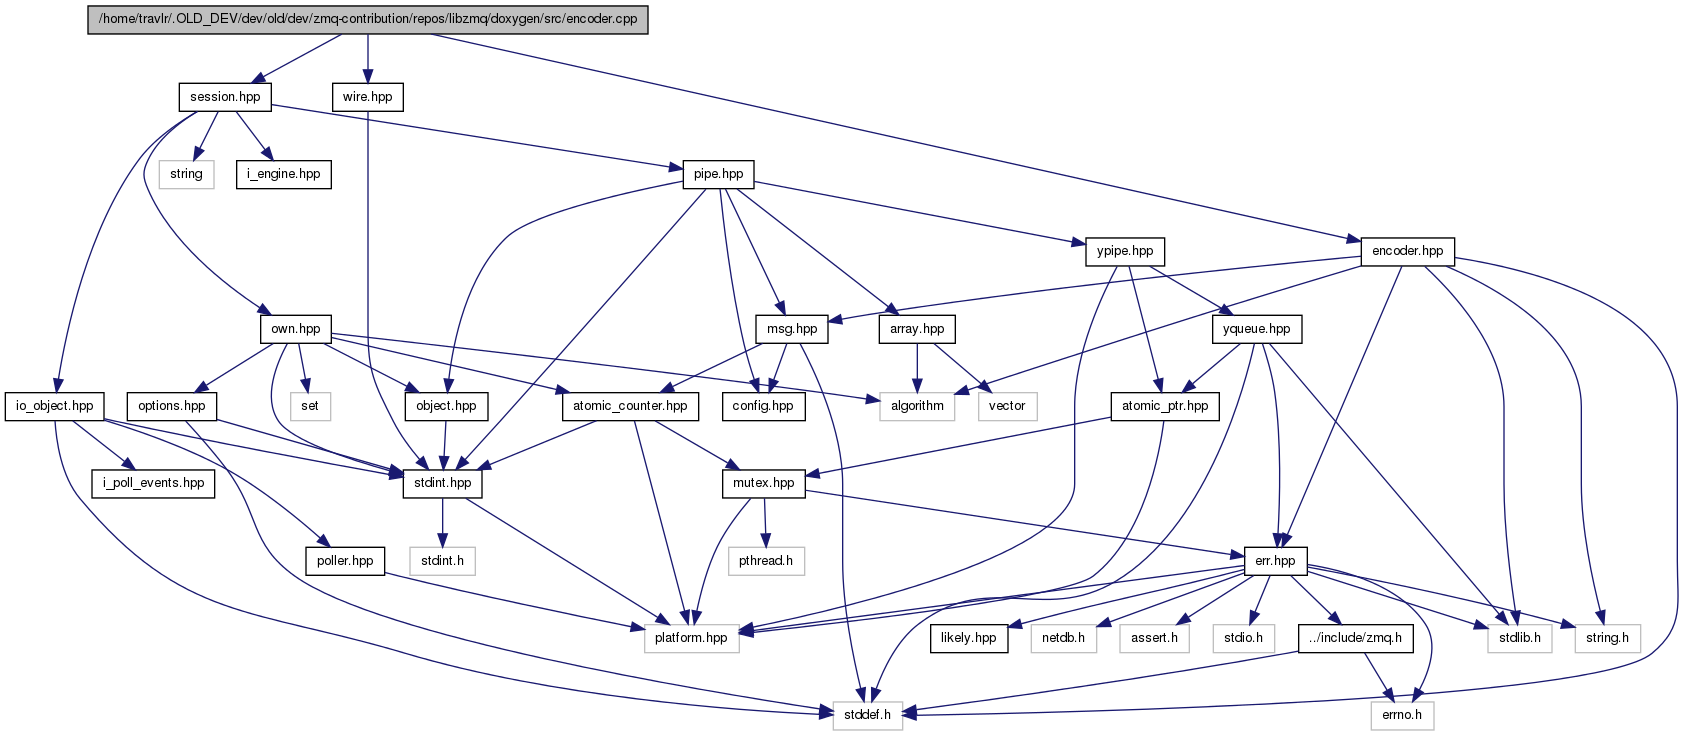 /home/travlr/.OLD_DEV/dev/old/dev/zmq-contribution/repos/libzmq/doxygen/src/encoder.cpp
session.hpp
wire.hpp
string
i_engine.hpp
pipe.hpp
ypipe.hpp
encoder.hpp
own.hpp
msg.hpp
array.hpp
yqueue.hpp
io_object.hpp
options.hpp
set
object.hpp
atomic_counter.hpp
config.hpp
algorithm
vector
atomic_ptr.hpp
i_poll_events.hpp
stdint.hpp
mutex.hpp
poller.hpp
stdint.h
pthread.h
err.hpp
platform.hpp
likely.hpp
netdb.h
assert.h
stdio.h
../include/zmq.h
stdlib.h
string.h
stddef.h
errno.h